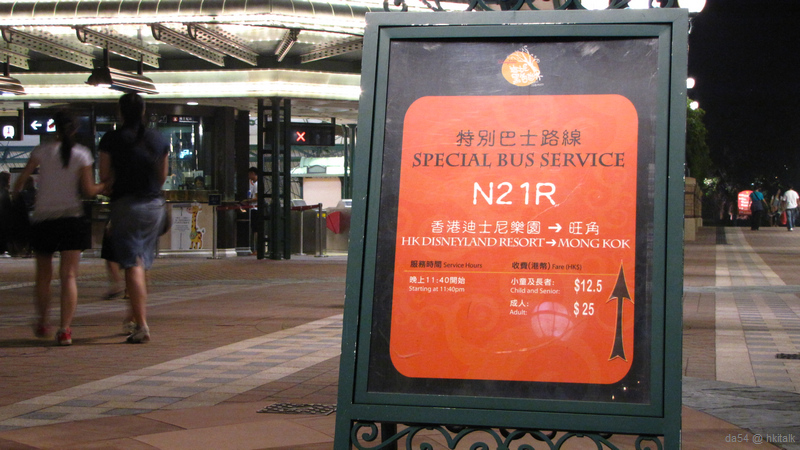 特別巴士路線
SPECIAL BUS SERVICE
N21R
香港迪士尼樂園 ➔ 旺角
HK DISNEYLAND RESORT➔MONG KOK
服務時間 Service Hours
晚上11:40開始
Starting at 11:40pm
收費(港幣) Fare (HK$)
小童及長者:
Child and Senior:
$12.5
成人:
Adult:
$ 25
da54 @ hkitalk